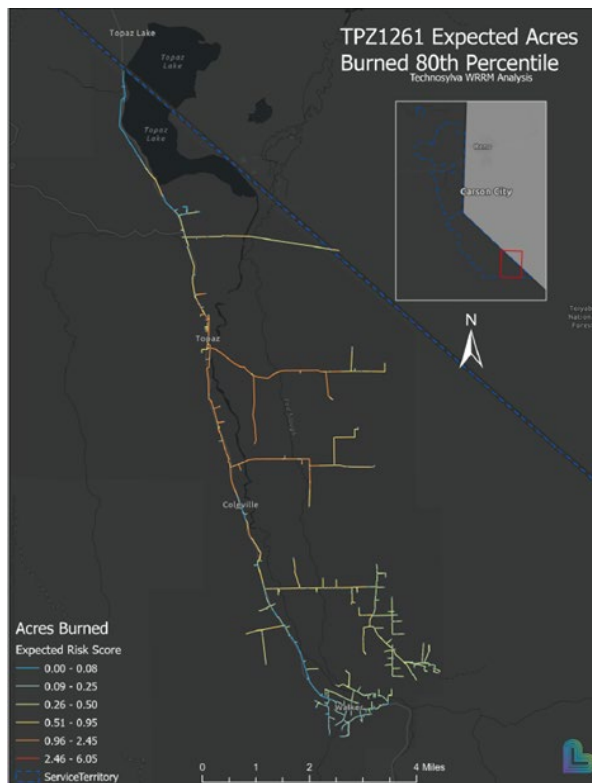 Topaz Lake
TPZ1261 Expected Acres
Burned 80th Percentile
Technosylva WRRM Analysis
Topaz
Lake
Topaz
Lake
Reno
Carson City
N
Topaz
Coleville
Walker
Acres Burned
Expected Risk Score
0.00 - 0.08
0.09 - 0.25
0.26 - 0.50
0.51 - 0.95
0.96 - 2.45
2.46 - 6.05
ServiceTerritory
0 1 2 4 Miles